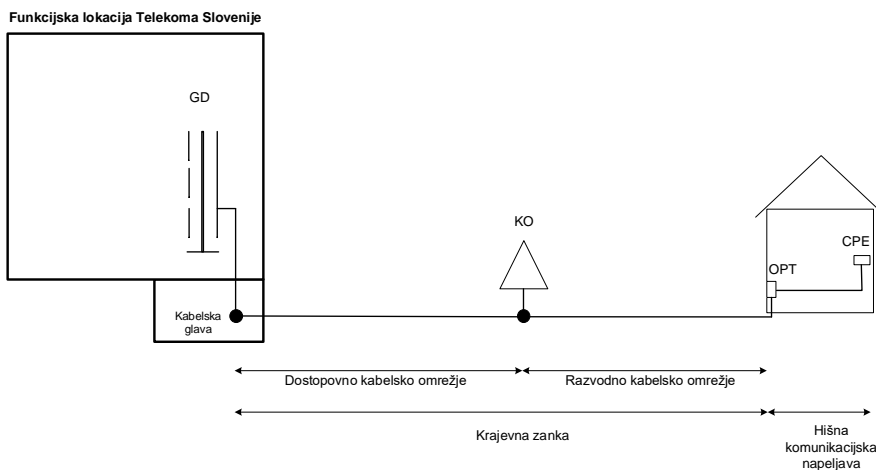 Funkcijska lokacija Telekoma Slovenije
GD
KO
CPE
OPT
Kabelska
glava
Dostopovno kabelsko omrežje
Razvodno kabelsko omrežje
Krajevna zanka
Hišna
komunikacijska
napeljava